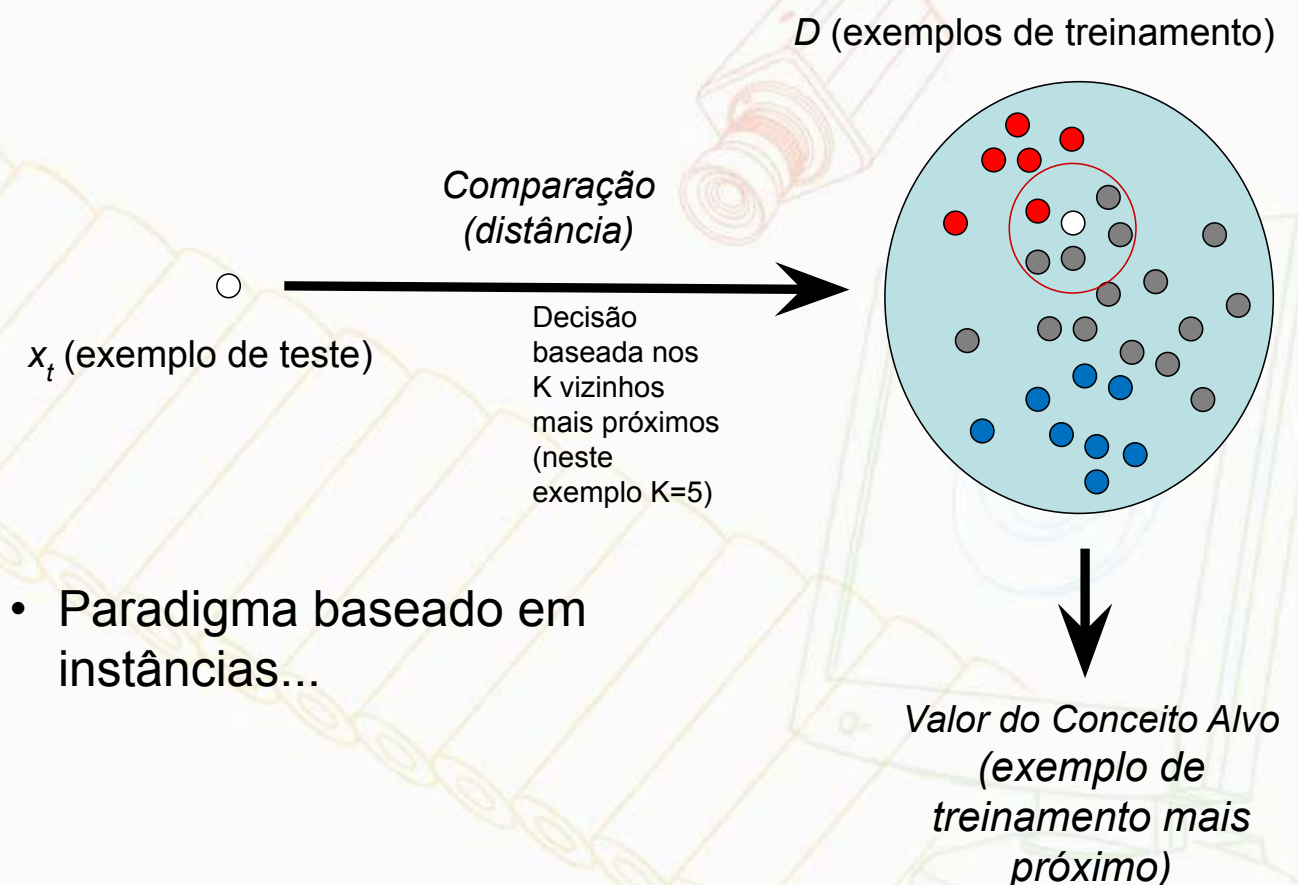 D (exemplos de treinamento)
Comparação
(distância)
x_t (exemplo de teste)
Decisão
baseada nos
K vizinhos
mais próximos
(neste
exemplo K=5)
• Paradigma baseado em
instâncias...
Valor do Conceito Alvo
(exemplo de
treinamento mais
próximo)